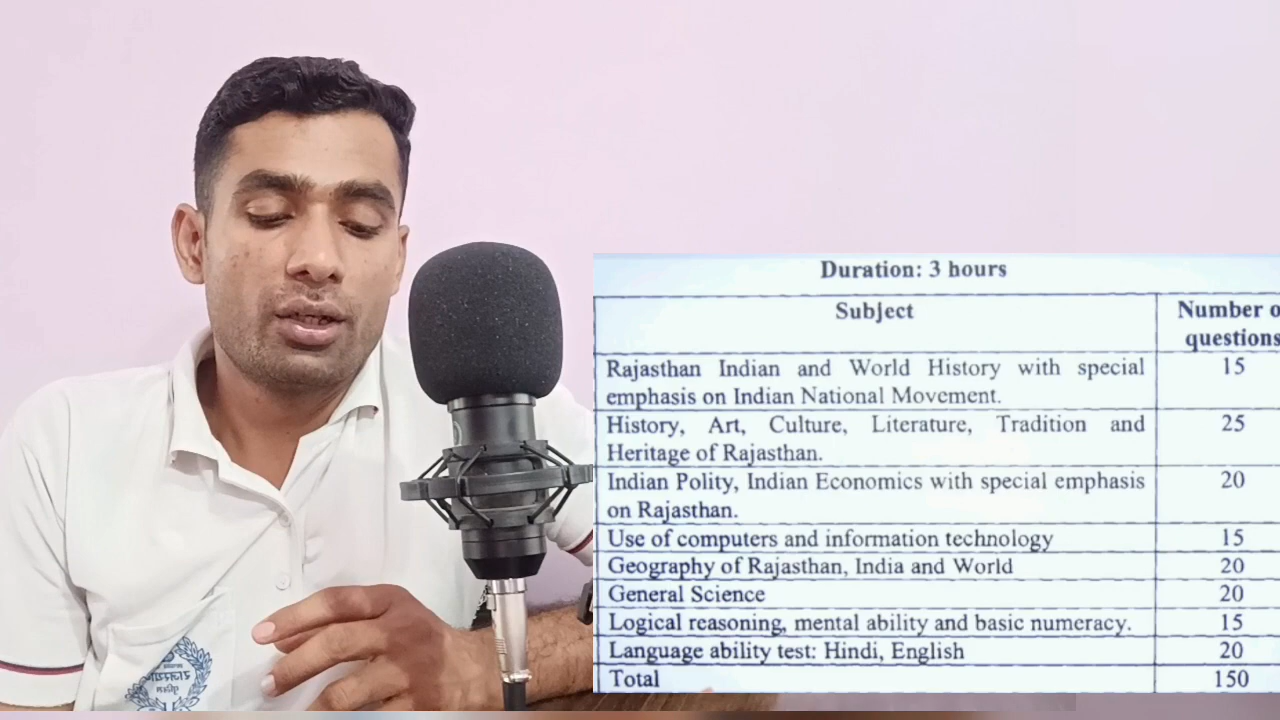 Duration: 3 hours
Subject
Number o
questions
Rajasthan Indian and World History with special
emphasis on Indian National Movement.
15
History, Art, Culture, Literature, Tradition and
Heritage of Rajasthan.
25
Indian Polity, Indian Economics with special emphasis
on Rajasthan.
20
Use of computers and information technology
15
Geography of Rajasthan, India and World
20
General Science
20
Logical reasoning, mental ability and basic numeracy.
15
Language ability test: Hindi, English
20
Total
150